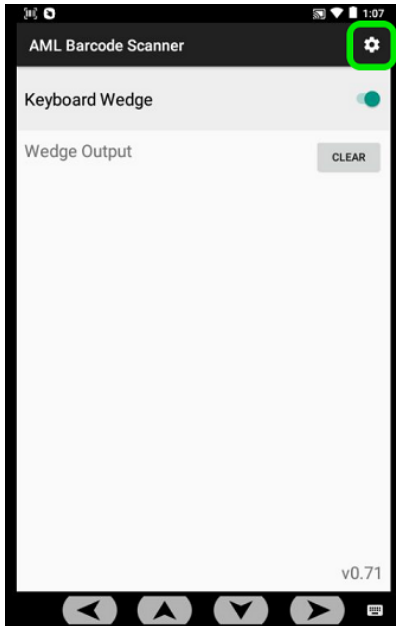 1:07
AML Barcode Scanner
Keyboard Wedge
Wedge Output
CLEAR
v0.71